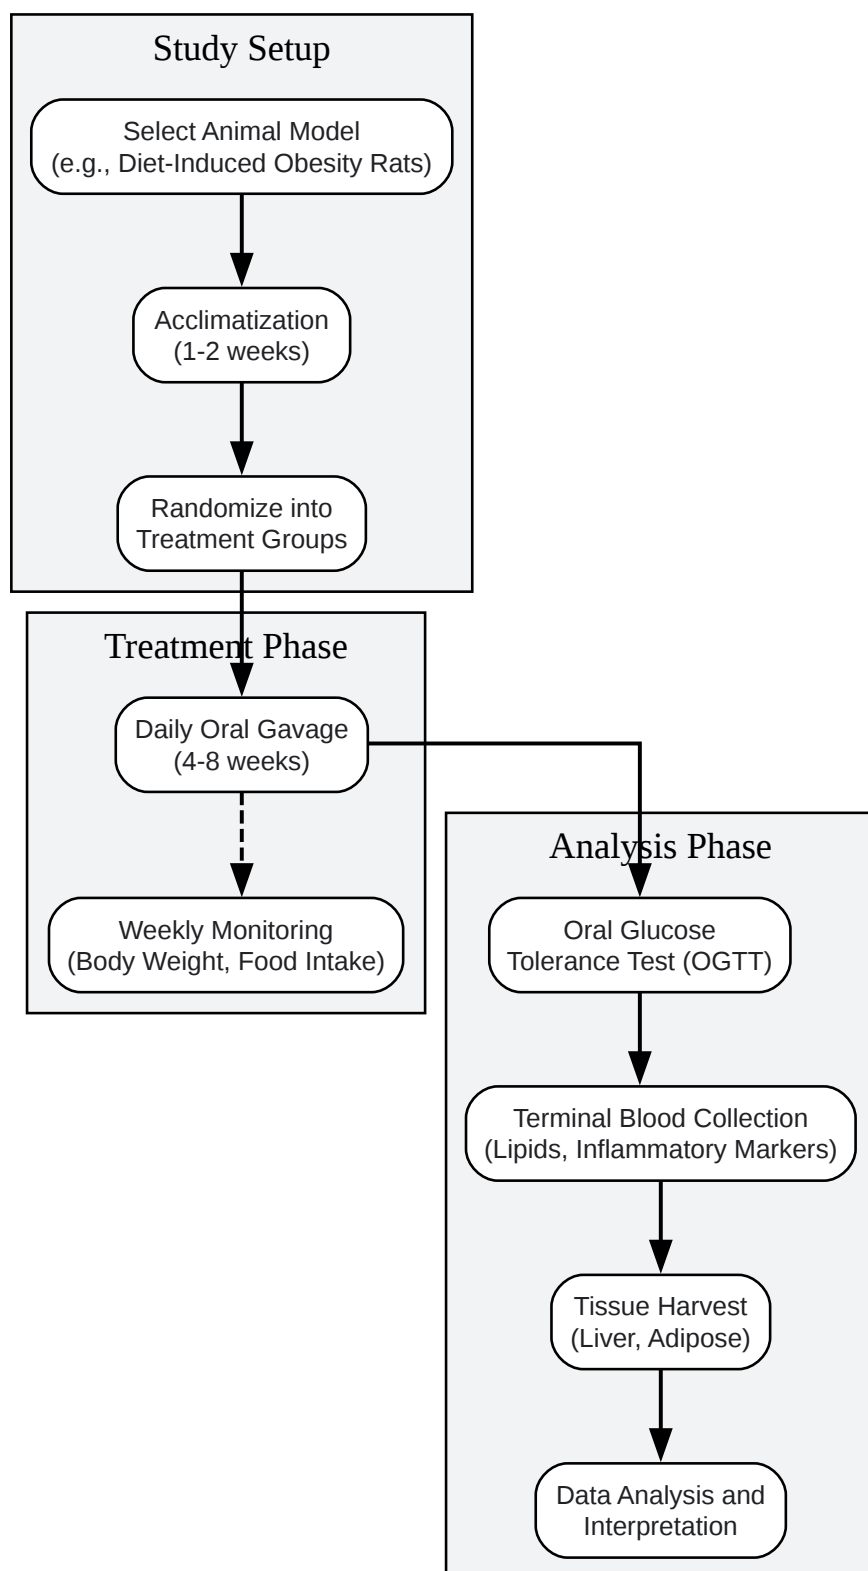 Study Setup
Select Animal Model
(e.g., Diet-Induced Obesity Rats)
Acclimatization
(1-2 weeks)
Randomize into
Treatment Groups
Treatment Phase
Daily Oral Gavage
(4-8 weeks)
Weekly Monitoring
(Body Weight, Food Intake)
Analysis Phase
Oral Glucose
Tolerance Test (OGTT)
Terminal Blood Collection
(Lipids, Inflammatory Markers)
Tissue Harvest
(Liver, Adipose)
Data Analysis and
Interpretation